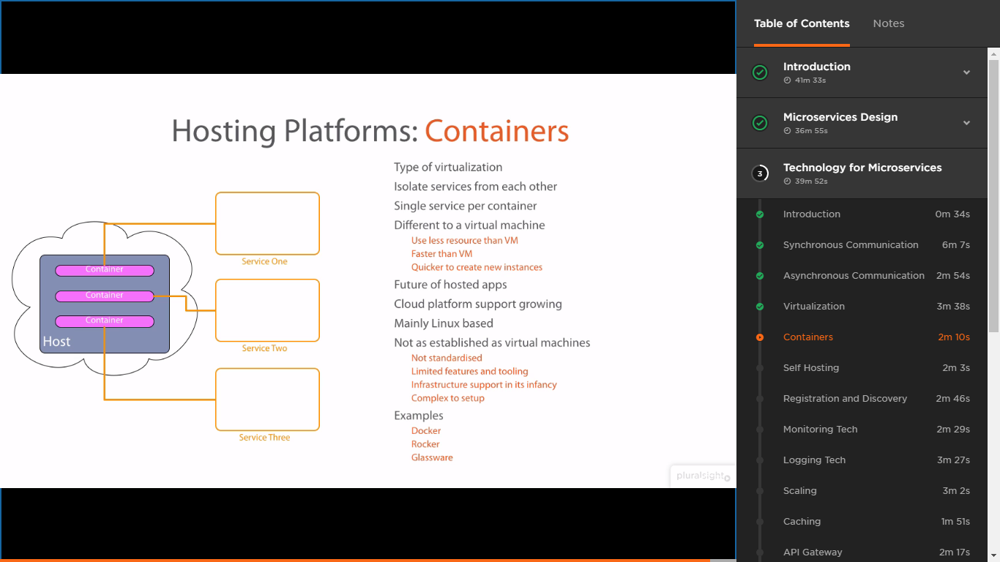 Hosting Platforms: Containers
Type of virtualization
Isolate services from each other
Single service per container
Different to a virtual machine
Use less resource than VM
Faster than VM
Quicker to create new instances
Future of hosted apps
Cloud platform support growing
Mainly Linux based
Not as established as virtual machines
Not standardised
Limited features and tooling
Infrastructure support in its infancy
Complex to setup
Examples
Docker
Rocker
Glassware
Container
Container
Container
Host
Service One
Service Two
Service Three
pluralsight
Table of Contents
Notes
Introduction
41m 33s
Microservices Design
36m 55s
3
Technology for Microservices
39m 52s
Introduction 0m 34s
Synchronous Communication 6m 7s
Asynchronous Communication 2m 54s
Virtualization 3m 38s
Containers 2m 10s
Self Hosting 2m 3s
Registration and Discovery 2m 46s
Monitoring Tech 2m 29s
Logging Tech 3m 27s
Scaling 3m 2s
Caching 1m 51s
API Gateway 2m 17s